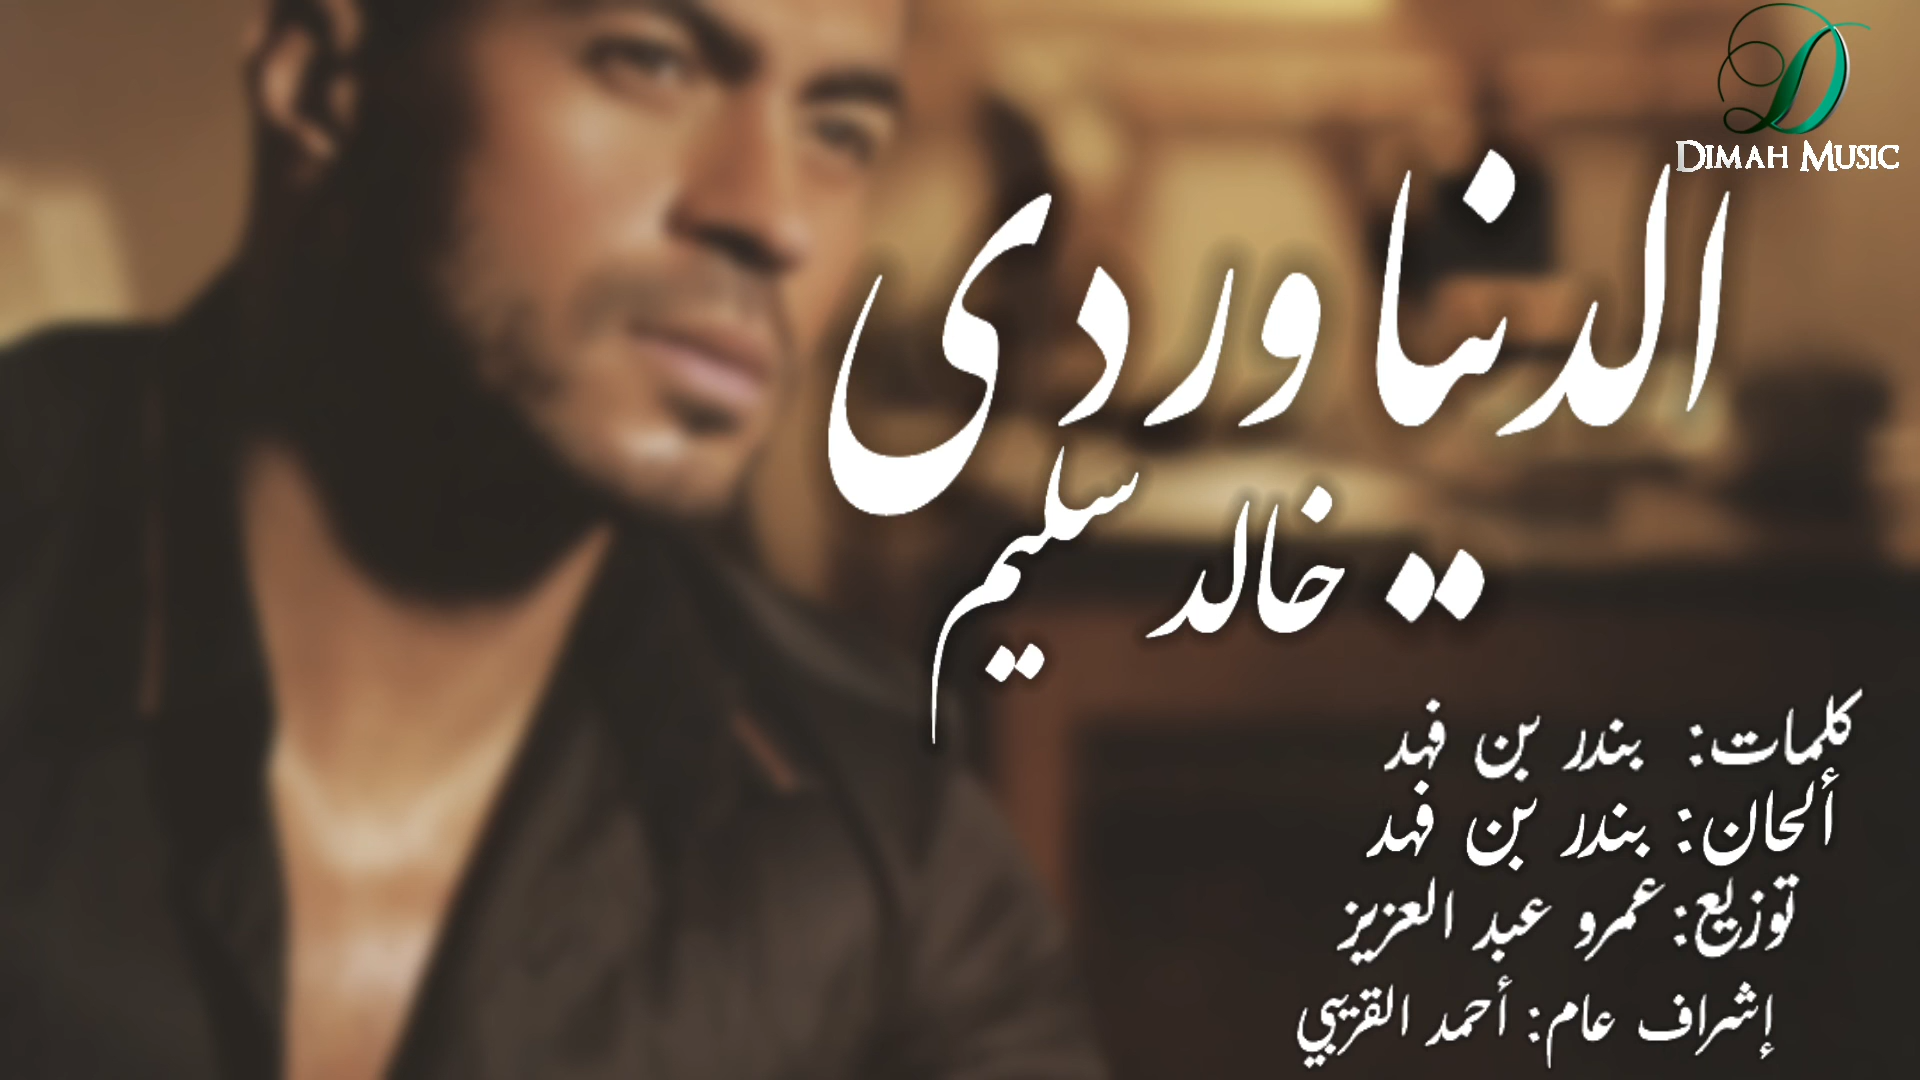 DIMAH MUSIC
الدنيا وردى
خالد سليم
كلمات: بندر بن فهد
ألحان: بندر بن فهد
توزيع: عمرو عبد العزيز
إشراف عام: أحمد القريبي